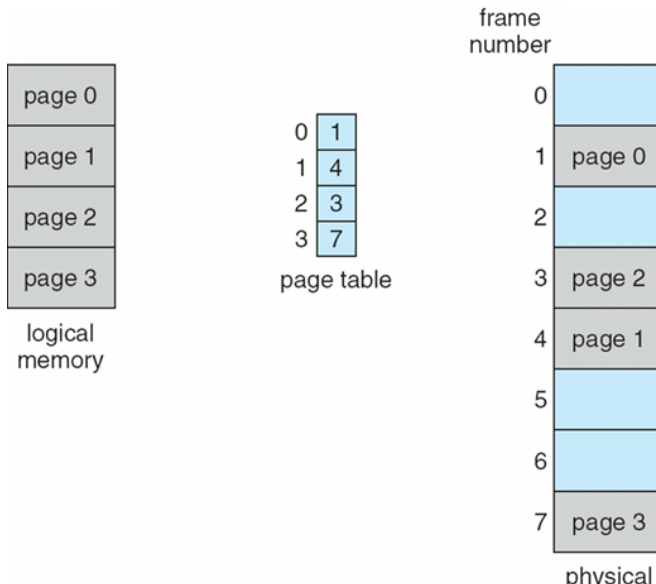 frame
number
page 0
page 1
page 2
page 3
logical
memory
0 1
1 4
2 3
3 7
page table
0
1 page 0
2
3 page 2
4 page 1
5
6
7 page 3
physical